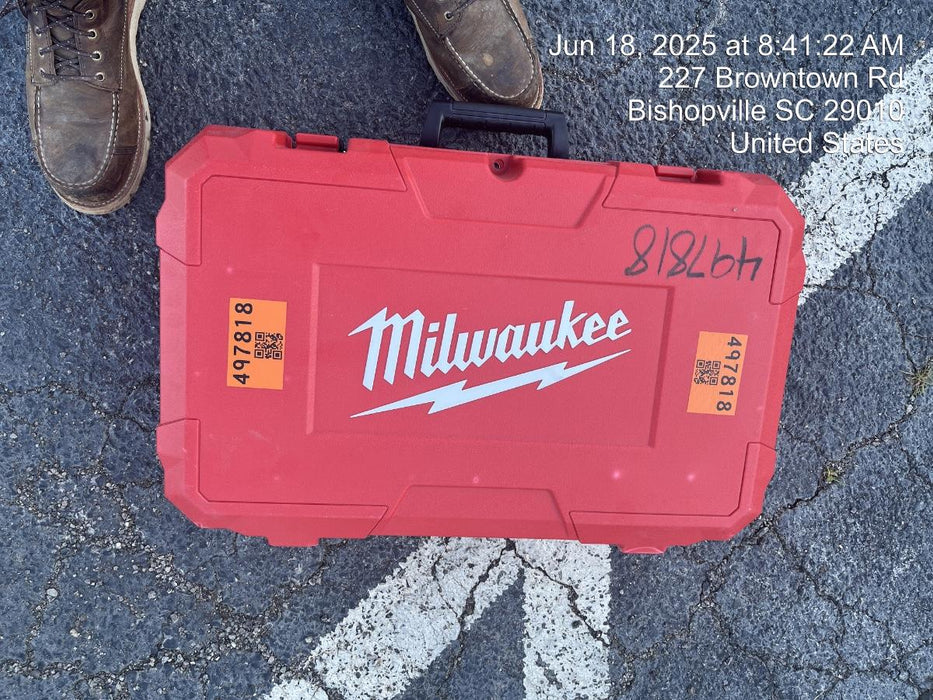 Jun 18, 2025 at 8:41:22 AM
227 Browntown Rd
Bishopville SC 29010
United States
497818
Milwaukee
497818
497818